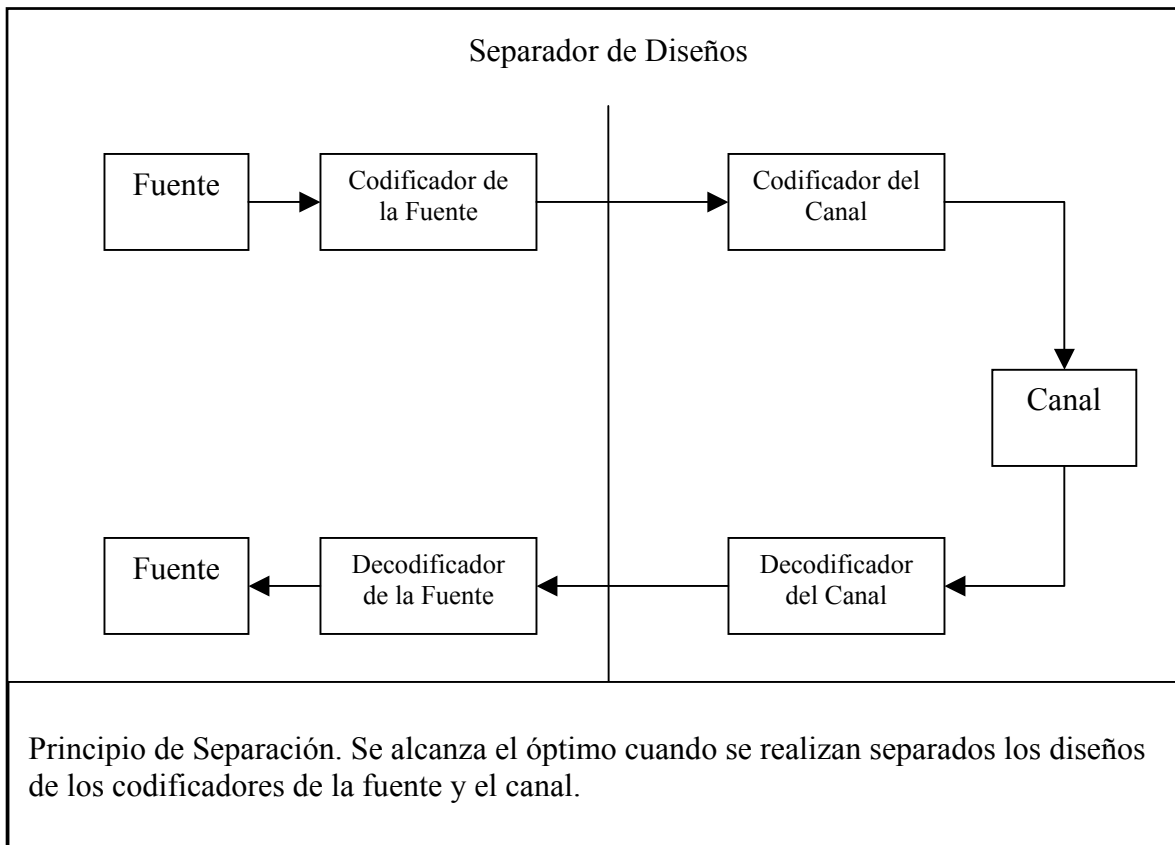 Separador de Diseños
Fuente
Codificador de
la Fuente
Codificador del
Canal
Canal
Fuente
Decodificador
de la Fuente
Decodificador
del Canal
Principio de Separación. Se alcanza el óptimo cuando se realizan separados los diseños
de los codificadores de la fuente y el canal.